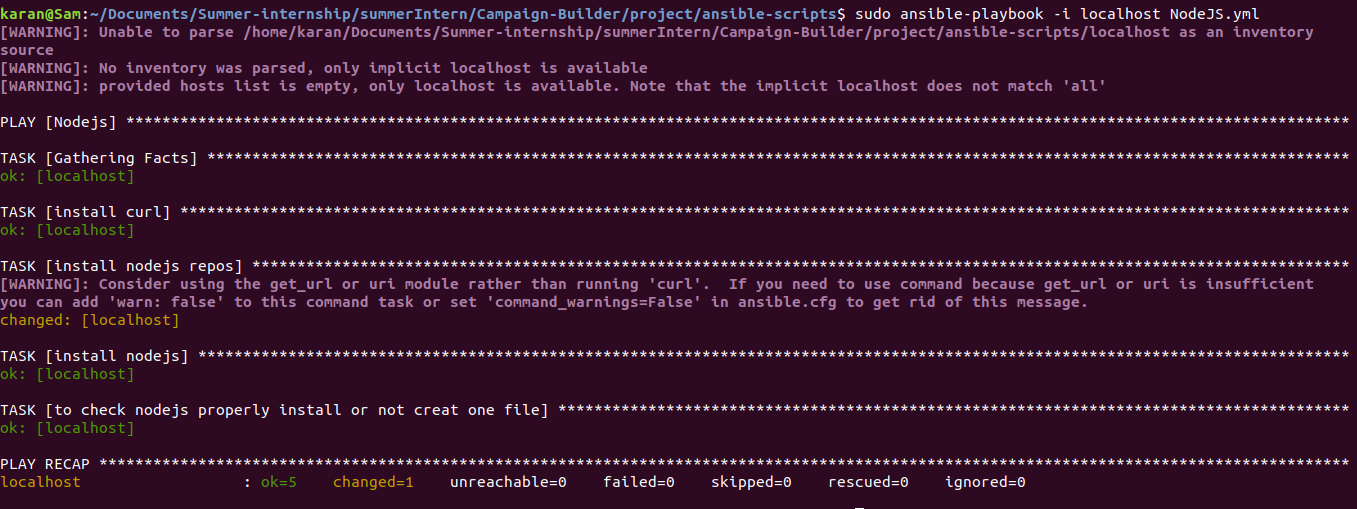 karan@Sam:~/Documents/Summer-internship/summerIntern/Campaign-Builder/project/ansible-scripts$ sudo ansible-playbook -i localhost NodeJS.yml
[WARNING]: Unable to parse /home/karan/Documents/Summer-internship/summerIntern/Campaign-Builder/project/ansible-scripts/localhost as an inventory
source
[WARNING]: No inventory was parsed, only implicit localhost is available
[WARNING]: provided hosts list is empty, only localhost is available. Note that the implicit localhost does not match 'all'
PLAY [Nodejs] ****************************************************************************************************************************************
TASK [Gathering Facts] *******************************************************************************************************************************
ok: [localhost]
TASK [install curl] **********************************************************************************************************************************
ok: [localhost]
TASK [install nodejs repos] **************************************************************************************************************************
[WARNING]: Consider using the get_url or uri module rather than running 'curl'.  If you need to use command because get_url or uri is insufficient
you can add 'warn: false' to this command task or set 'command_warnings=False' in ansible.cfg to get rid of this message.
changed: [localhost]
TASK [install nodejs] ********************************************************************************************************************************
ok: [localhost]
TASK [to check nodejs properly install or not creat one file] ****************************************************************************************
ok: [localhost]
PLAY RECAP *******************************************************************************************************************************************
localhost                  : ok=5    changed=1    unreachable=0    failed=0    skipped=0    rescued=0    ignored=0